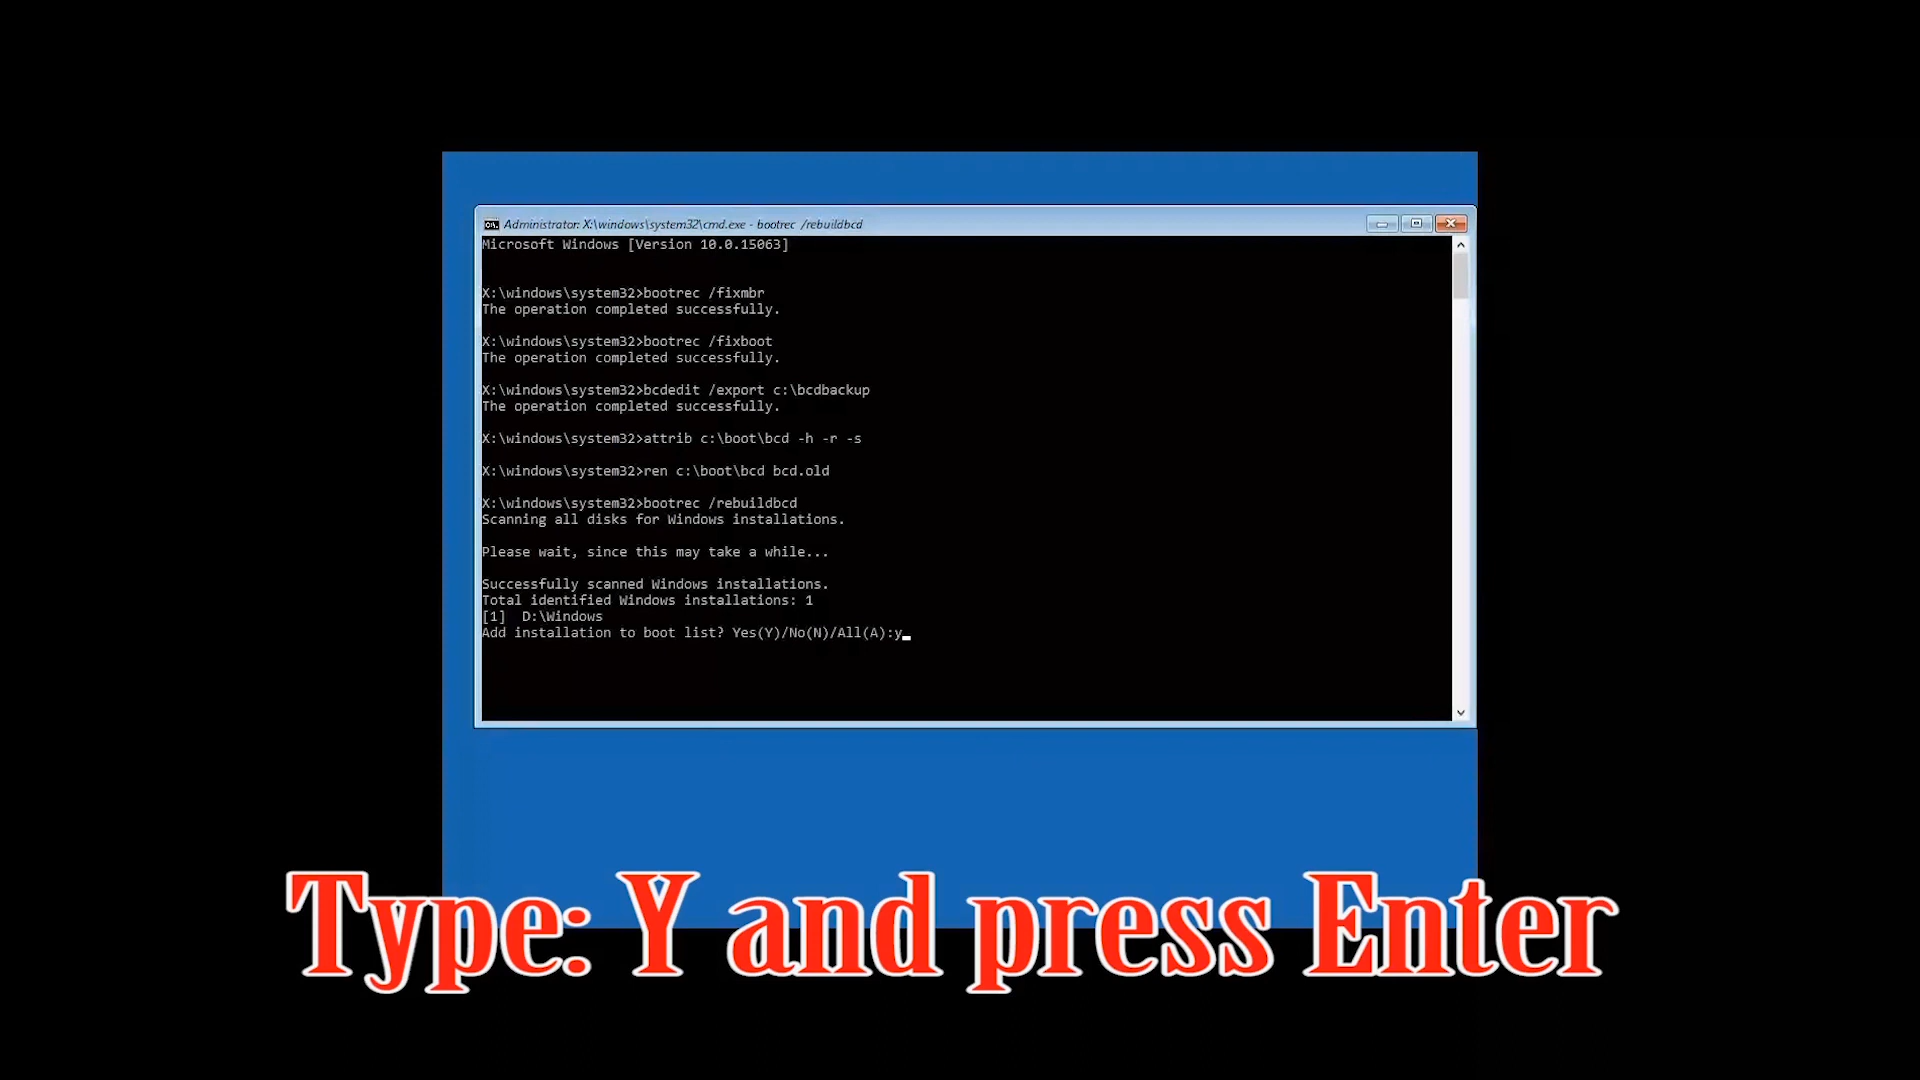 Administrator: X:\windows\system32\cmd.exe - bootrec /rebuildbcd
Microsoft Windows [Version 10.0.15063]
X:\windows\system32>bootrec /fixmbr
The operation completed successfully.
X:\windows\system32>bootrec /fixboot
The operation completed successfully.
X:\windows\system32>bcdedit /export c:\bcdbackup
The operation completed successfully.
X:\windows\system32>attrib c:\boot\bcd -h -r -s
X:\windows\system32>ren c:\boot\bcd bcd.old
X:\windows\system32>bootrec /rebuildbcd
Scanning all disks for Windows installations.
Please wait, since this may take a while...
Successfully scanned Windows installations.
Total identified Windows installations: 1
[1]  D:\Windows
Add installation to boot list? Yes(Y)/No(N)/All(A):y
Type: Y and press Enter